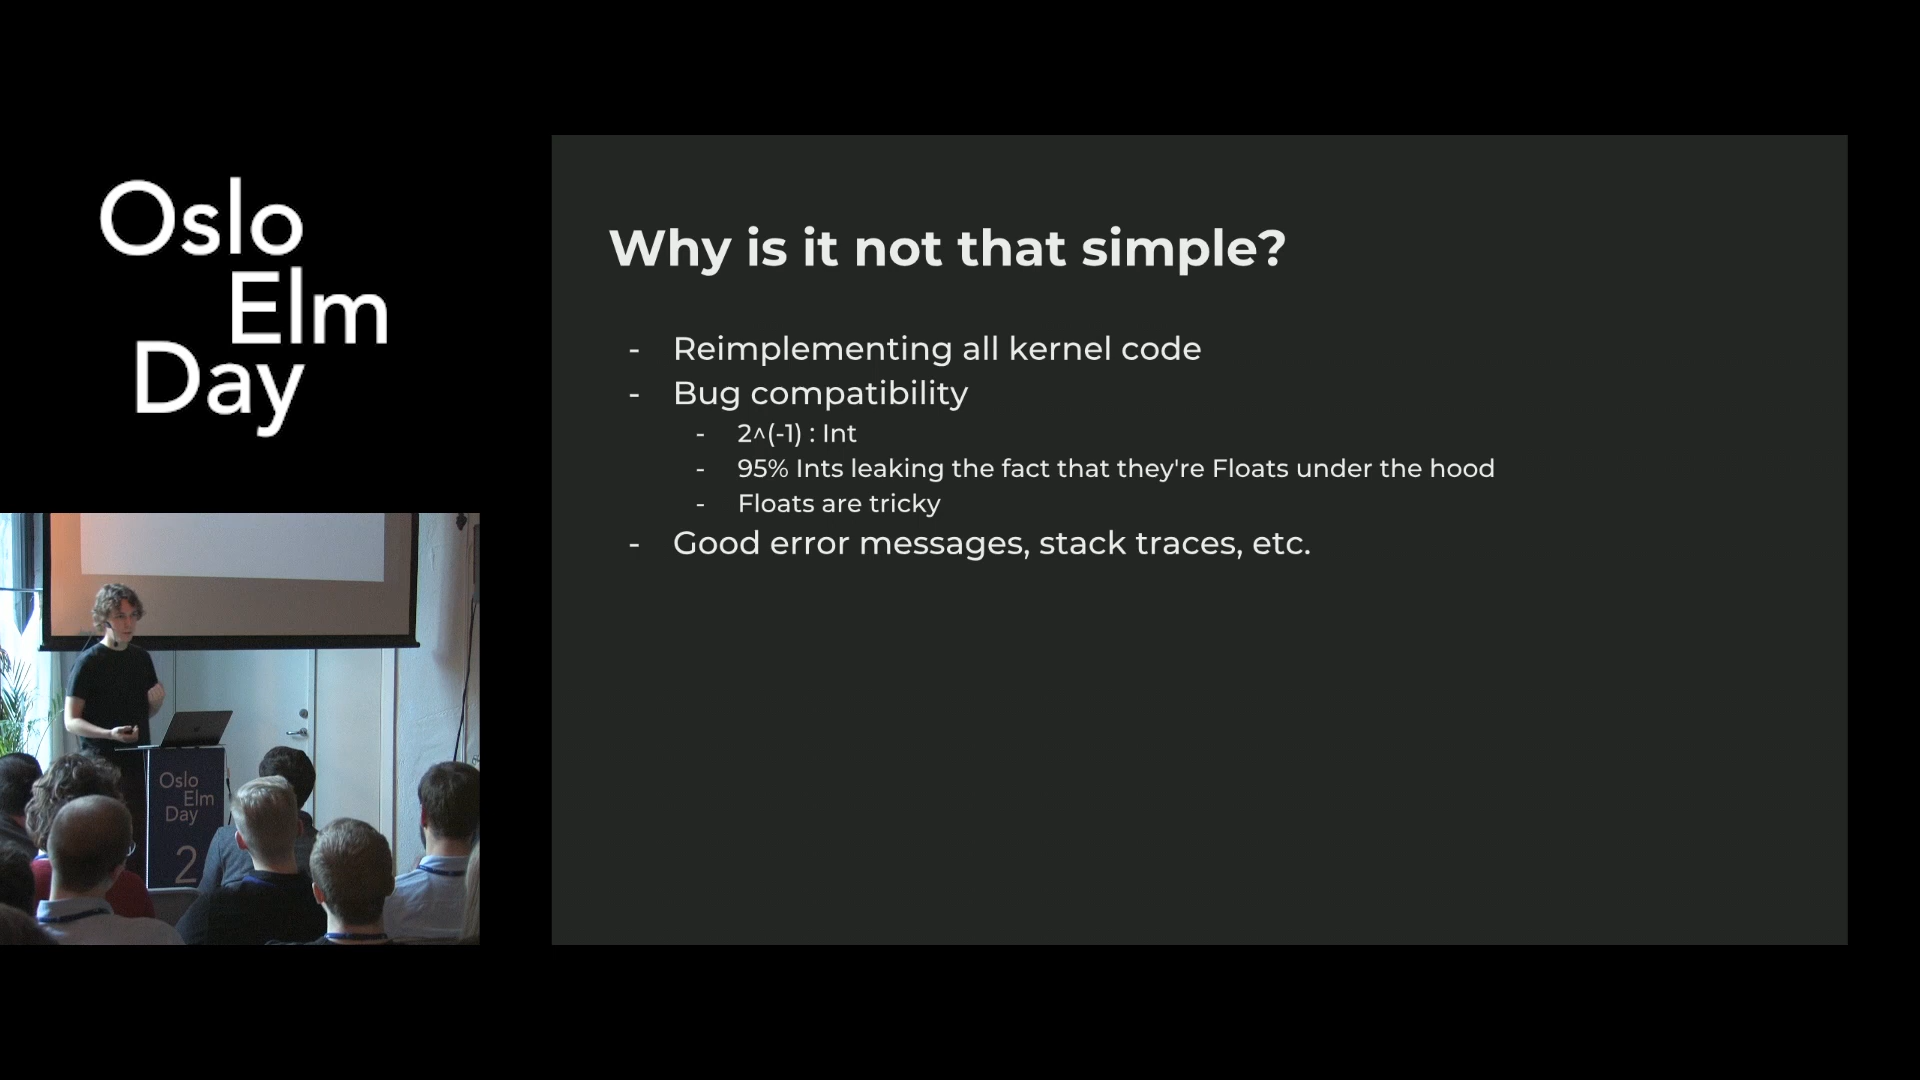 Oslo
Elm
Day
Why is it not that simple?
- Reimplementing all kernel code
- Bug compatibility
- 2^(-1) : Int
- 95% Ints leaking the fact that they're Floats under the hood
- Floats are tricky
- Good error messages, stack traces, etc.
Oslo
Elm
Day
2